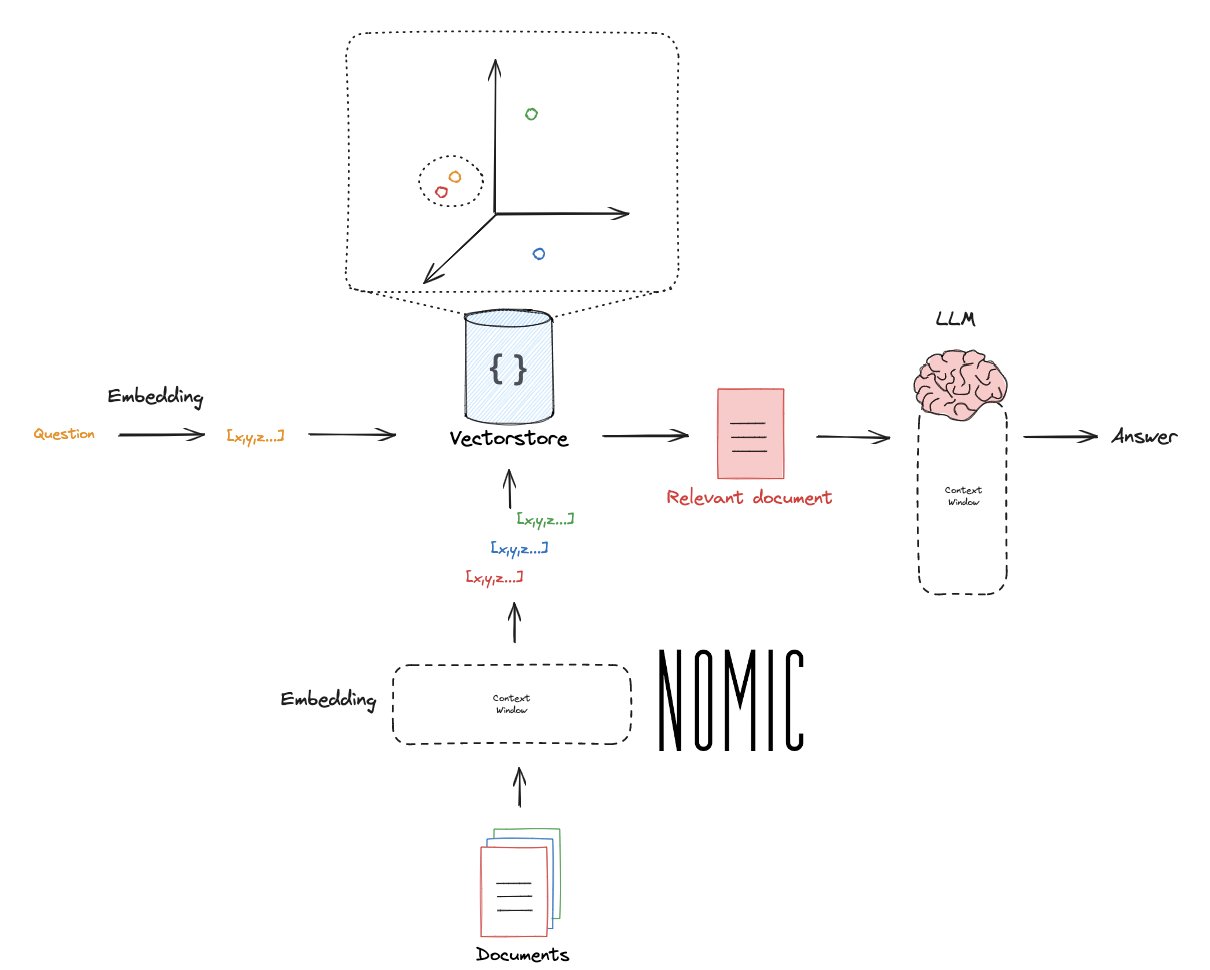 LLM
{ }
Embedding
Question
[x,y,z...]
Vectorstore
Answer
Relevant document
Context
Window
[x,y,z...]
[x,y,z...]
[x,y,z...]
Embedding
Context
Window
NOMIC
Documents